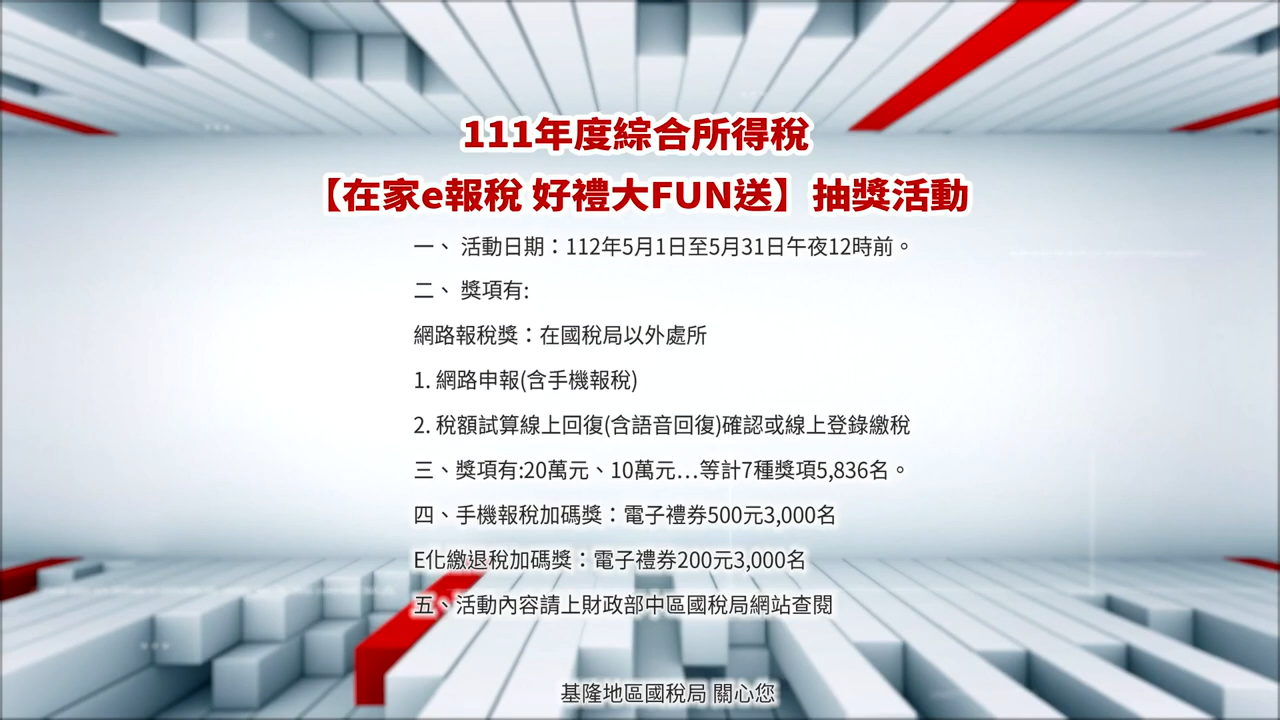 111年度綜合所得稅
【在家e報稅 好禮大FUN送】抽獎活動
一、 活動日期：112年5月1日至5月31日午夜12時前。
二、 獎項有:
網路報稅獎：在國稅局以外處所
1. 網路申報(含手機報稅)
2. 稅額試算線上回復(含語音回復)確認或線上登錄繳稅
三、獎項有:20萬元、10萬元…等計7種獎項5,836名。
四、手機報稅加碼獎：電子禮券500元3,000名
E化繳退稅加碼獎：電子禮券200元3,000名
五、活動內容請上財政部中區國稅局網站查閱
基隆地區國稅局 關心您